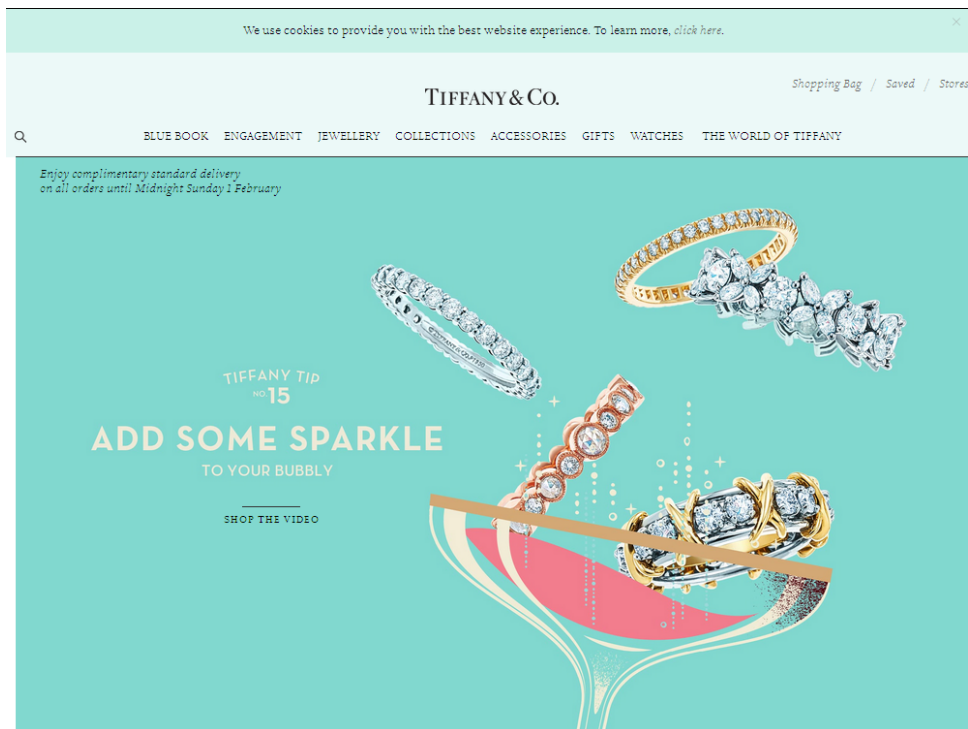 We use cookies to provide you with the best website experience. To learn more, click here.
Shopping Bag / Saved / Stores
TIFFANY & CO.
BLUE BOOK ENGAGEMENT JEWELLERY COLLECTIONS ACCESSORIES GIFTS WATCHES THE WORLD OF TIFFANY
Enjoy complimentary standard delivery
on all orders until Midnight Sunday 1 February
TIFFANY TIP
NO. 15
ADD SOME SPARKLE
TO YOUR BUBBLY
SHOP THE VIDEO